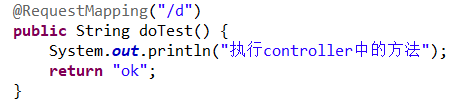 @RequestMapping("/d")
public String doTest() {
    System.out.println("执行controller中的方法");
    return "ok";
}